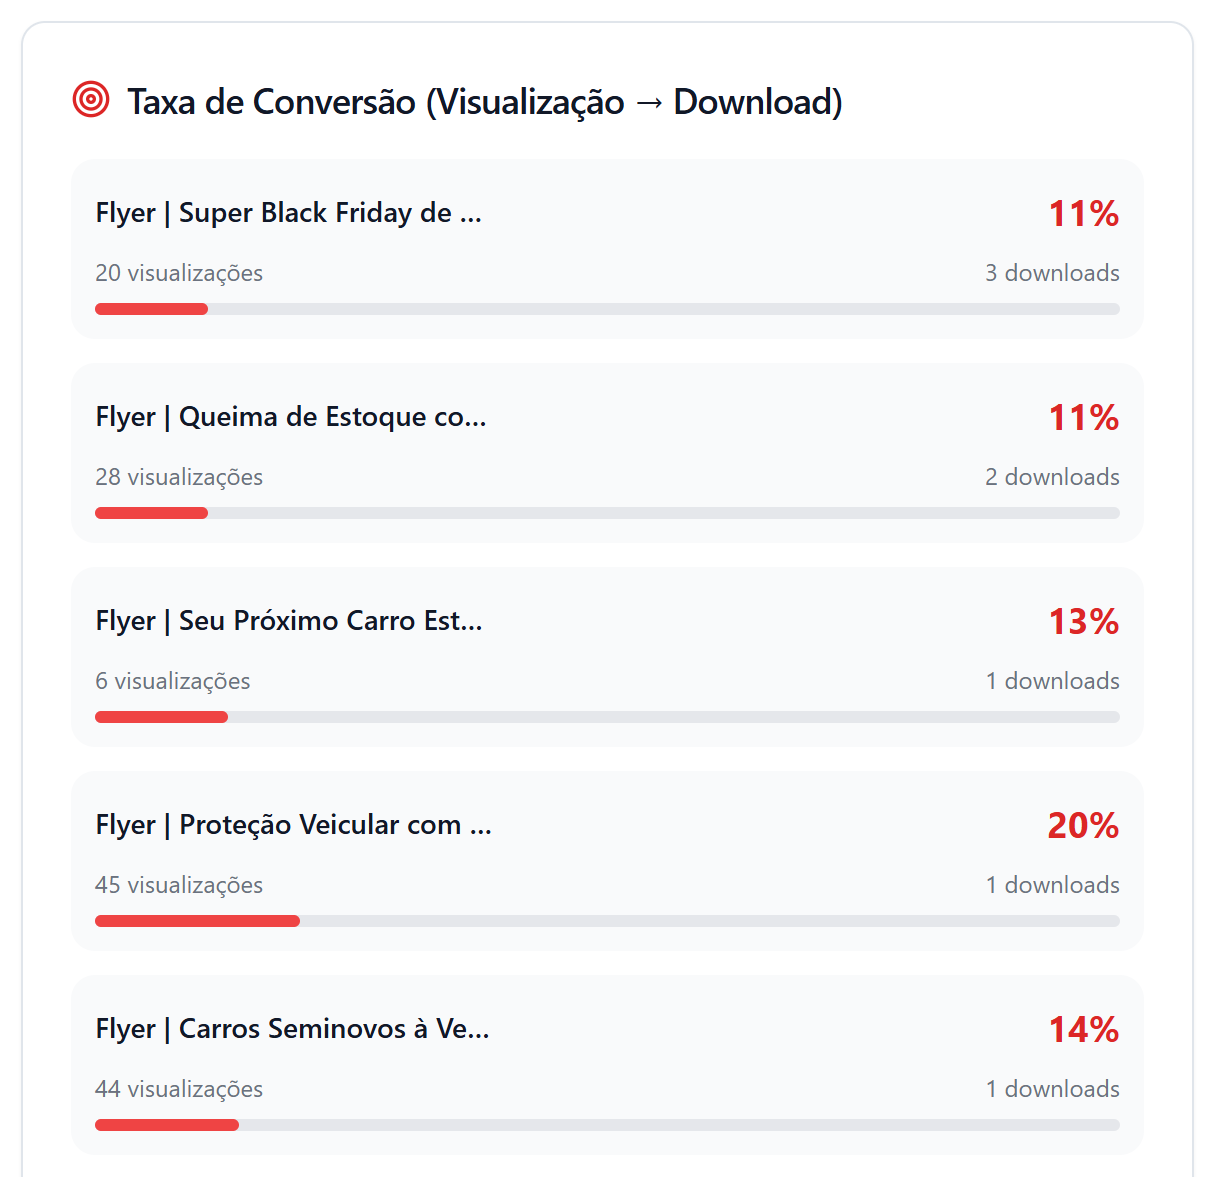 Taxa de Conversão (Visualização → Download)
Flyer | Super Black Friday de ...
11%
20 visualizações
3 downloads
Flyer | Queima de Estoque co...
11%
28 visualizações
2 downloads
Flyer | Seu Próximo Carro Est...
13%
6 visualizações
1 downloads
Flyer | Proteção Veicular com ...
20%
45 visualizações
1 downloads
Flyer | Carros Seminovos à Ve...
14%
44 visualizações
1 downloads